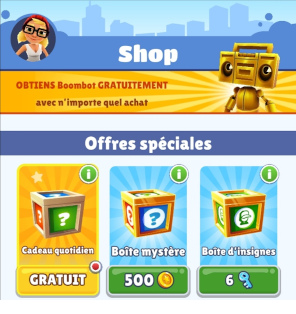 Shop
OBTIENS Boombot GRATUITEMENT
avec n'importe quel achat
Offres spéciales
Cadeau quotidien
Boîte mystère
Boîte d'insignes
GRATUIT
500
6